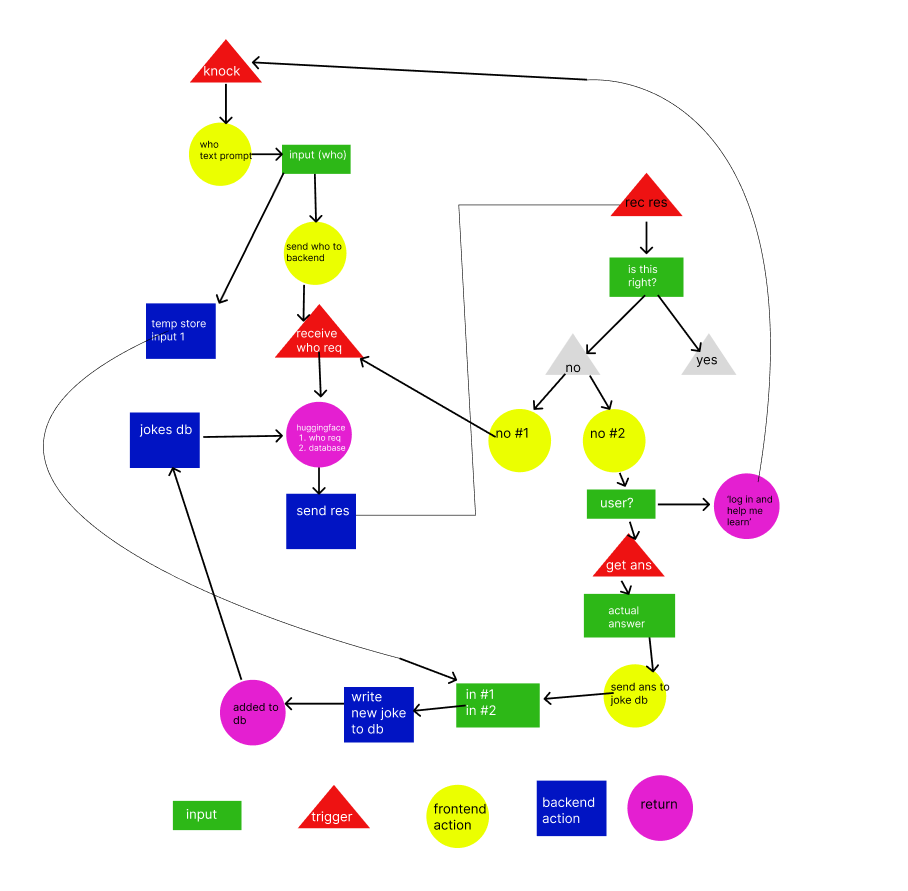 knock
who
text prompt
input (who)
rec res
send who to
backend
is this
right?
temp store
input 1
receive
who req
no
yes
jokes db
huggingface
1. who req
2. database
no #1
no #2
send res
user?
'log in and
help me
learn'
get ans
actual
answer
send ans to
joke db
in #1
in #2
write
new joke
to db
added to
db
input
trigger
frontend
action
backend
action
return